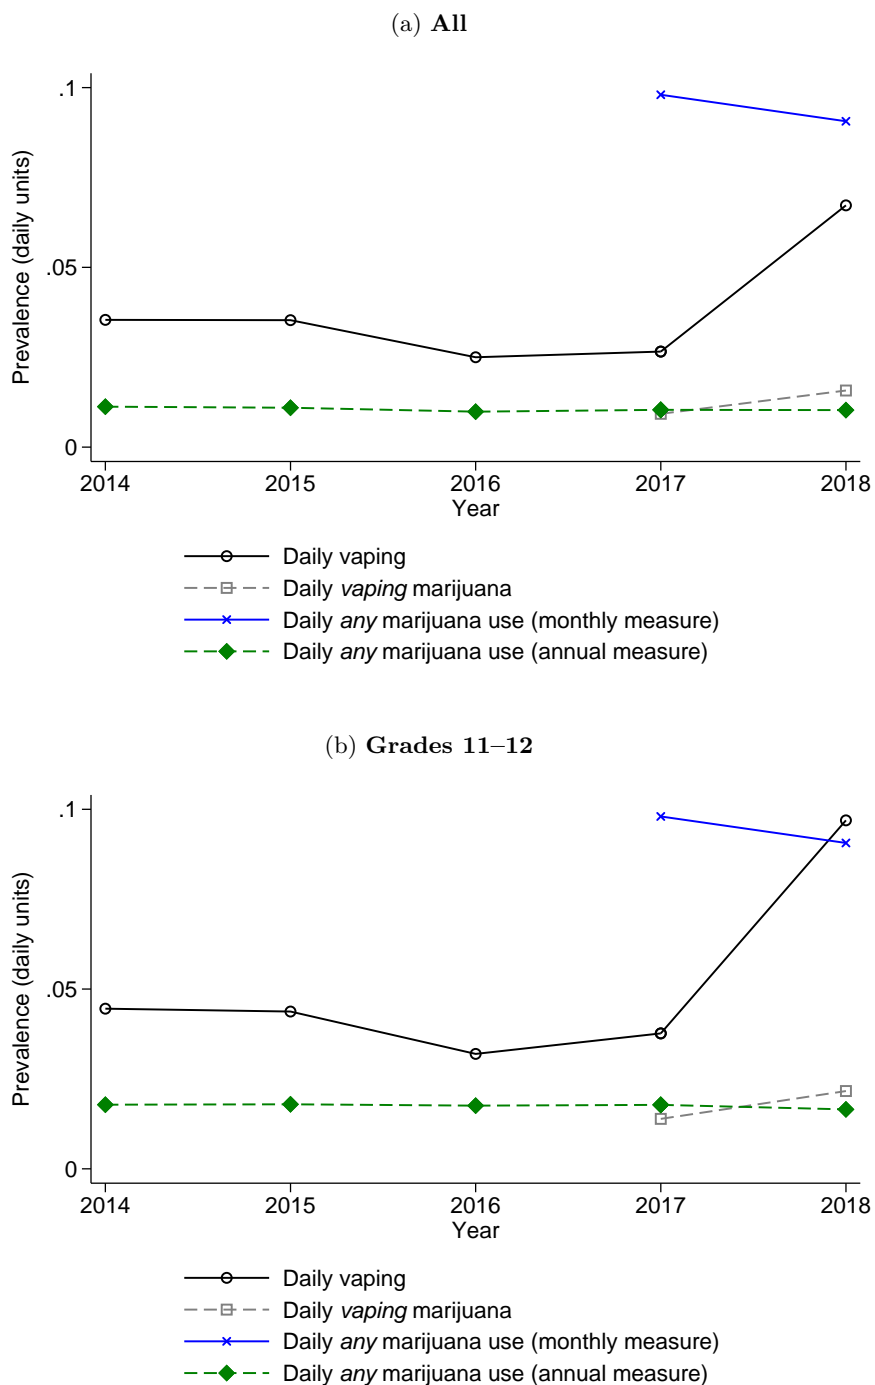 (a) All
Prevalence (daily units)
.1
.05
0
2014 2015 2016 2017 2018
Year
Daily vaping
Daily vaping marijuana
Daily any marijuana use (monthly measure)
Daily any marijuana use (annual measure)
(b) Grades 11–12
Prevalence (daily units)
.1
.05
0
2014 2015 2016 2017 2018
Year
Daily vaping
Daily vaping marijuana
Daily any marijuana use (monthly measure)
Daily any marijuana use (annual measure)